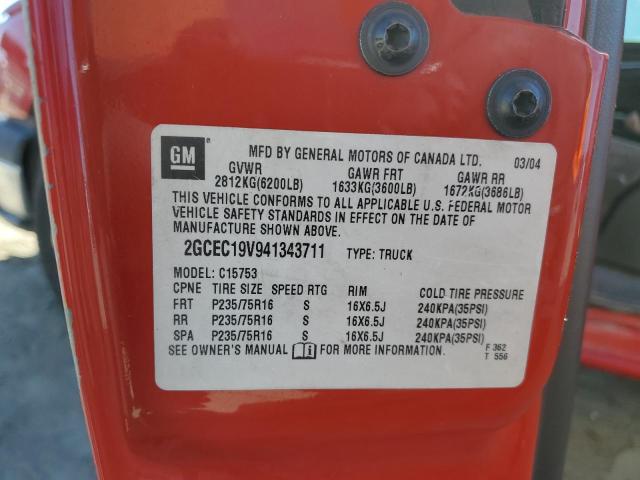 GM
MFD BY GENERAL MOTORS OF CANADA LTD. 03/04
GVWR GAWR FRT GAWR RR
2812KG(6200LB) 1633KG(3600LB) 1672KG(3686LB)
THIS VEHICLE CONFORMS TO ALL APPLICABLE U.S. FEDERAL MOTOR
VEHICLE SAFETY STANDARDS IN EFFECT ON THE DATE OF
MANUFACTURE SHOWN ABOVE.
2GCEC19V941343711 TYPE: TRUCK
MODEL: C15753
CPNE TIRE SIZE SPEED RTG RIM COLD TIRE PRESSURE
FRT P235/75R16 S 16X6.5J 240KPA(35PSI)
RR P235/75R16 S 16X6.5J 240KPA(35PSI)
SPA P235/75R16 S 16X6.5J 240KPA(35PSI)
SEE OWNER'S MANUAL FOR MORE INFORMATION. F 362
T 556